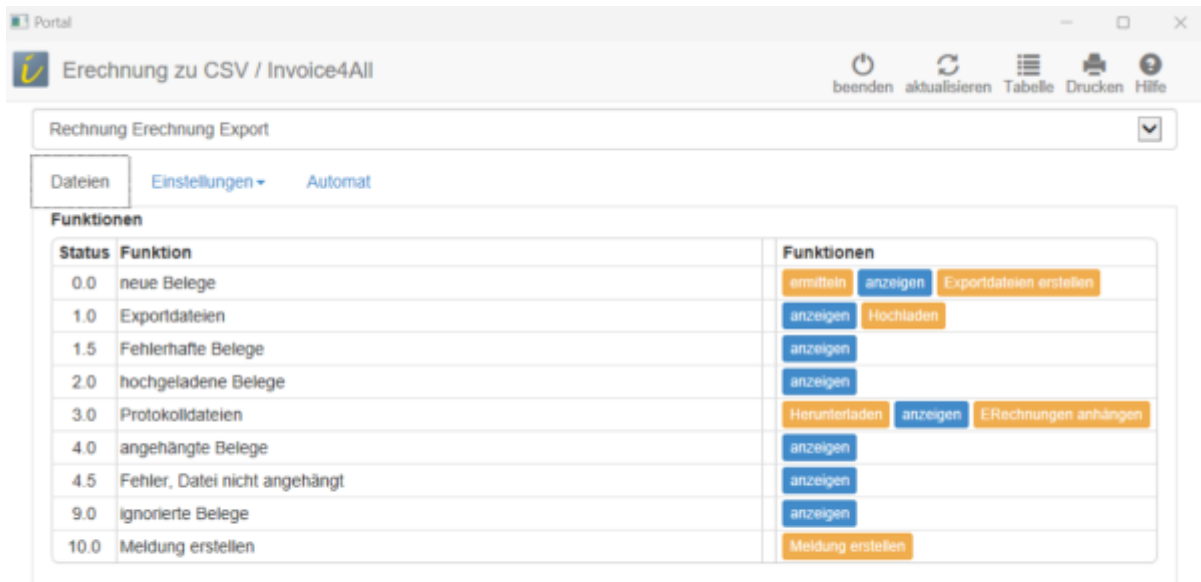 Portal
Erechnung zu CSV / Invoice4All
beenden aktualisieren Tabelle Drucken Hilfe
Rechnung Erechnung Export
Dateien Einstellungen Automat
Funktionen
Status Funktion Funktionen
0.0 neue Belege ermitteln anzeigen Exportdateien erstellen
1.0 Exportdateien anzeigen Hochladen
1.5 Fehlerhafte Belege anzeigen
2.0 hochgeladene Belege anzeigen
3.0 Protokolldateien Herunterladen anzeigen ERechnungen anhängen
4.0 angehängte Belege anzeigen
4.5 Fehler, Datei nicht angehängt anzeigen
9.0 ignorierte Belege anzeigen
10.0 Meldung erstellen Meldung erstellen